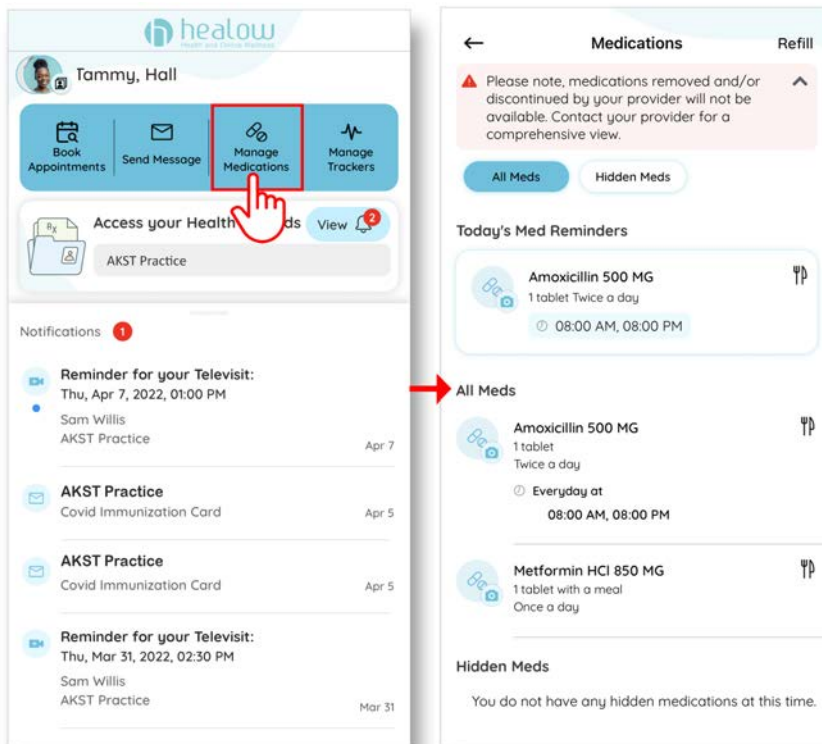 healow
Health and Online Wellness
Tammy, Hall
Book
Appointments
Send Message
Manage
Medications
Manage
Trackers
Access your Health ds
View
2
Rx
AKST Practice
Notifications
1
Reminder for your Televisit:
Thu, Apr 7, 2022, 01:00 PM
Sam Willis
AKST Practice
Apr 7
AKST Practice
Covid Immunization Card
Apr 5
AKST Practice
Covid Immunization Card
Apr 5
Reminder for your Televisit:
Thu, Mar 31, 2022, 02:30 PM
Sam Willis
AKST Practice
Mar 31
Medications
Refill
Please note, medications removed and/or
discontinued by your provider will not be
available. Contact your provider for a
comprehensive view.
All Meds
Hidden Meds
Today's Med Reminders
Amoxicillin 500 MG
1 tablet Twice a day
08:00 AM, 08:00 PM
All Meds
Amoxicillin 500 MG
1 tablet
Twice a day
Everyday at
08:00 AM, 08:00 PM
Metformin HCl 850 MG
1 tablet with a meal
Once a day
Hidden Meds
You do not have any hidden medications at this time.